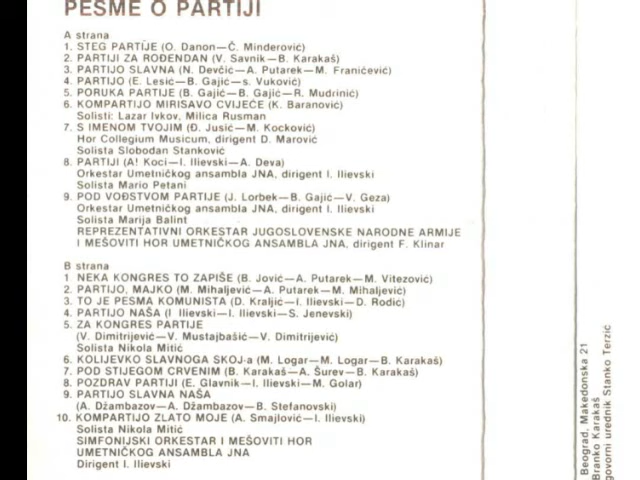 PESME O PARTIJI
A strana
1. STEG PARTIJE (O. Danon—Č. Minderović)
2. PARTIJI ZA ROĐENDAN (V. Savnik—B. Karakaš)
3. PARTIJO SLAVNA (N. Devčić—A. Putarek—M. Franičević)
4. PARTIJO (E. Lesić—B. Gajić—s. Vuković)
5. PORUKA PARTIJE (B. Gajić—B. Gajić—R. Mudrinić)
6. KOMPARTIJO MIRISAVO CVIJEĆE (K. Baranović)
Solisti: Lazar Ivkov, Milica Rusman
7. S IMENOM TVOJIM (Đ. Jusić—M. Kocković)
Hor Collegium Musicum, dirigent D. Marović
Solista Slobodan Stanković
8. PARTIJI (A! Koci—I. Ilievski—A. Deva)
Orkestar Umetničkog ansambla JNA, dirigent I. Ilievski
Solista Mario Petani
9. POD VOĐSTVOM PARTIJE (J. Lorbek—B. Gajić—V. Geza)
Orkestar Umetničkog ansambla JNA, dirigent I. Ilievski
Solista Marija Balint
REPREZENTATIVNI ORKESTAR JUGOSLOVENSKE NARODNE ARMIJE
I MEŠOVITI HOR UMETNIČKOG ANSAMBLA JNA, dirigent F. Klinar
B strana
1 NEKA KONGRES TO ZAPIŠE (B. Jović—A. Putarek—M. Vitezović)
2. PARTIJO, MAJKO (M. Mihaljević—A. Putarek—M. Mihaljević)
3. TO JE PESMA KOMUNISTA (D. Kraljić—I. Ilievski—D. Rodić)
4. PARTIJO NAŠA (I Ilievski—I. Ilievski—S. Jenevski)
5. ZA KONGRES PARTIJE
(V. Dimitrijević—V. Mustajbašić—V. Dimitrijević)
Solista Nikola Mitić
6. KOLIJEVKO SLAVNOGA SKOJ-a (M. Logar—M. Logar—B. Karakaš)
7. POD STIJEGOM CRVENIM (B. Karakaš—A. Šurev—B. Karakaš)
8. POZDRAV PARTIJI (E. Glavnik—I. Ilievski—M. Golar)
9. PARTIJO SLAVNA NAŠA
(A. Džambazov—A. Džambazov—B. Stefanovski)
10. KOMPARTIJO ZLATO MOJE (A. Smajlović—I. Ilievski)
Solista Nikola Mitić
SIMFONIJSKI ORKESTAR I MEŠOVITI HOR
UMETNIČKOG ANSAMBLA JNA
Dirigent I. Ilievski
Beograd, Makedonska 21
Branko Karakaš
govorni urednik Stanko Terzić